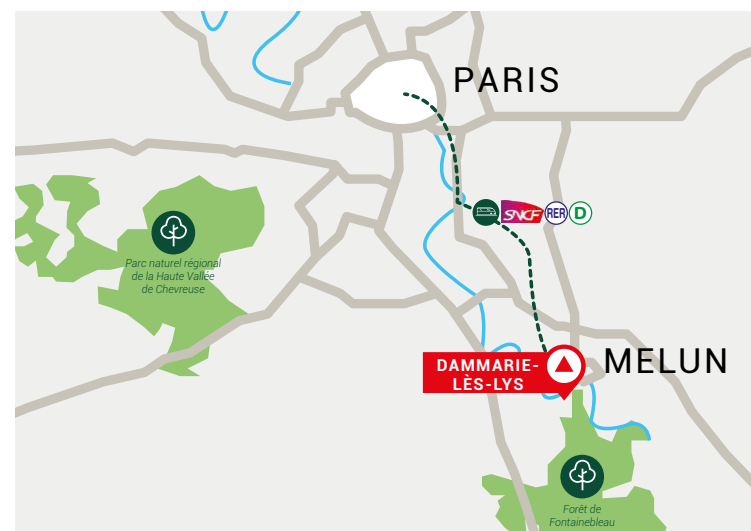 PARIS
SNCF RER D
Parc naturel régional
de la Haute Vallée
de Chevreuse
DAMMARIE-
LÈS-LYS
MELUN
Forêt de
Fontainebleau